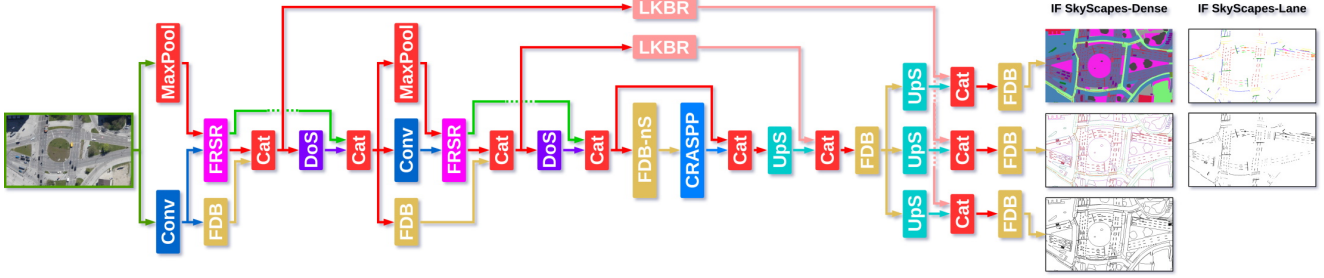 IF SkyScapes-Dense IF SkyScapes-Lane
LKBR
LKBR
MaxPool
Conv
FRSR
FDB
Cat
DoS
Cat
MaxPool
Conv
FRSR
FDB
Cat
DoS
Cat
FDB-nS
CRASPP
Cat
UpS
Cat
FDB
UpS
Cat
FDB
UpS
Cat
FDB
UpS
Cat
FDB